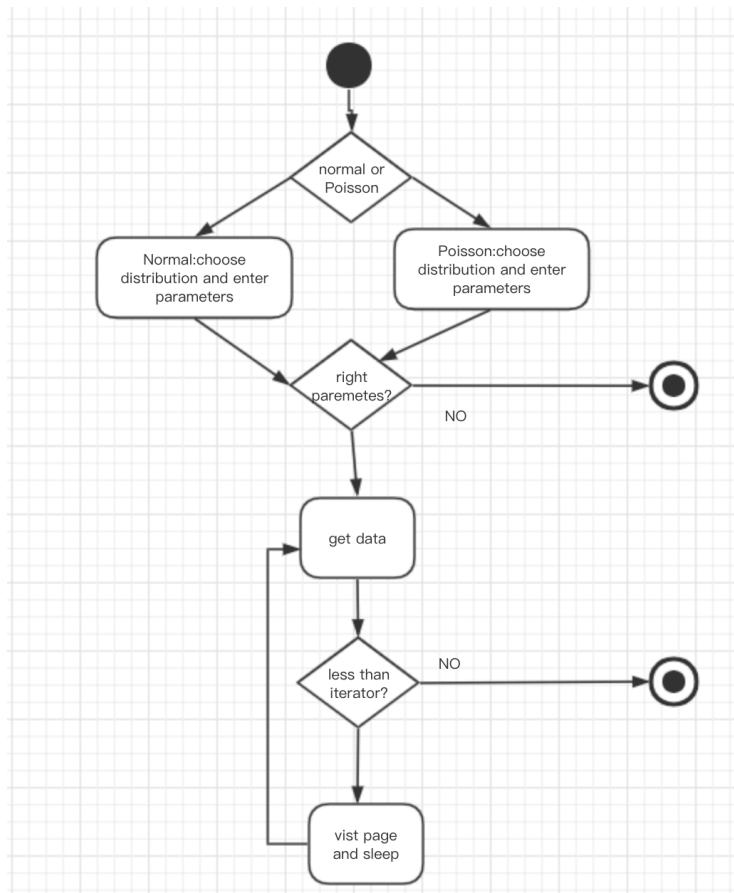 normal or
Poisson
Normal:choose
distribution and enter
parameters
Poisson:choose
distribution and enter
parameters
right
paremetes?
NO
get data
less than
iterator?
NO
vist page
and sleep